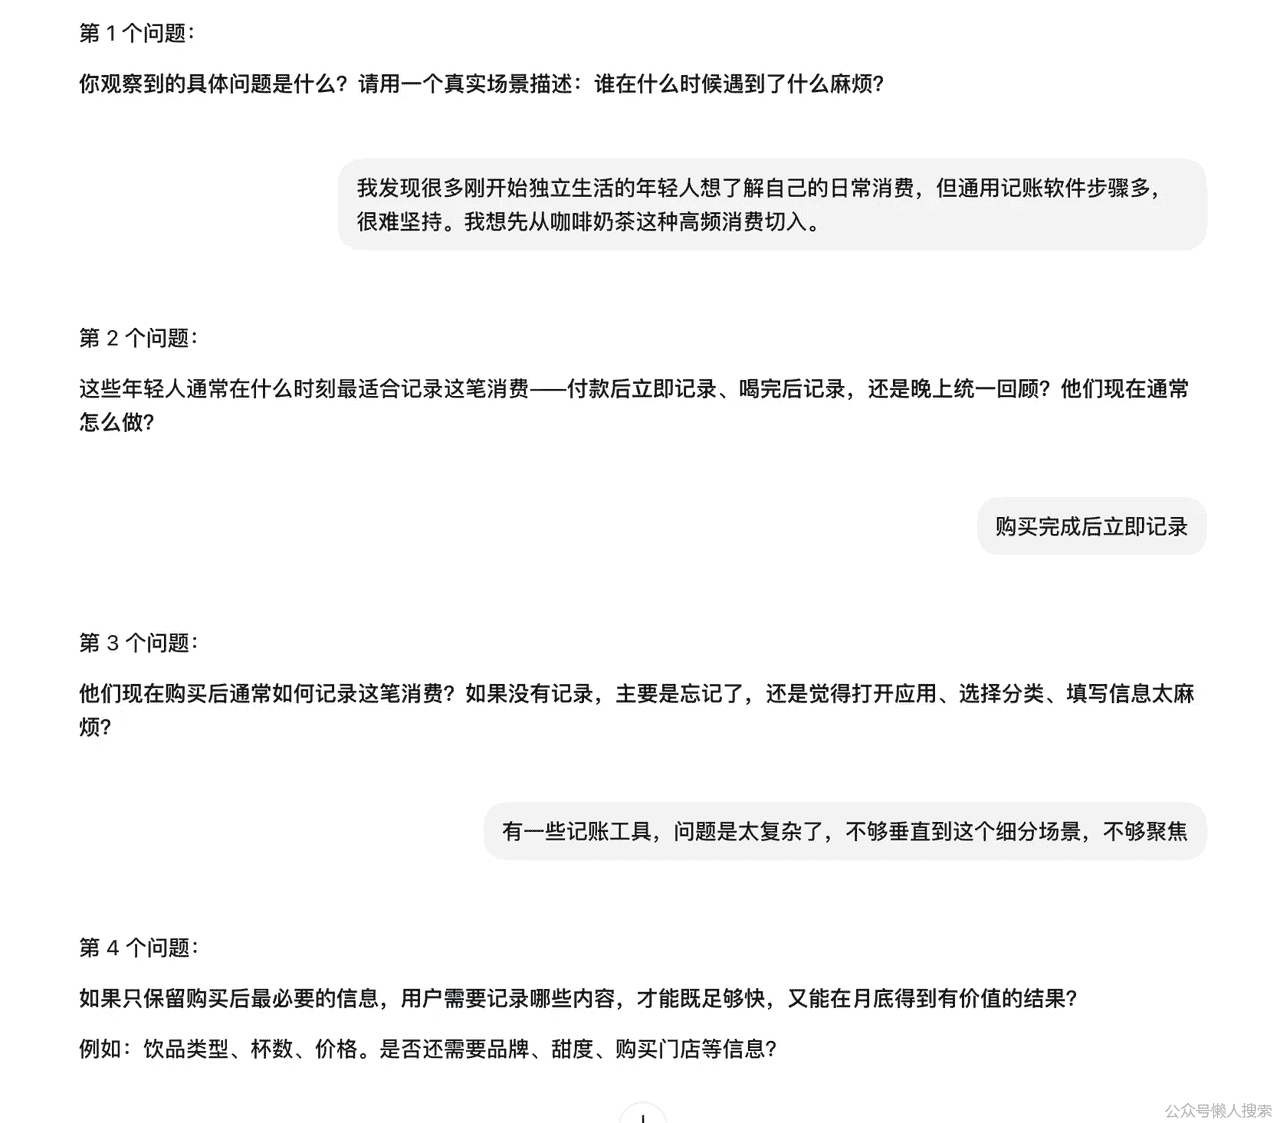 第 1 个问题：
你观察到的具体问题是什么？请用一个真实场景描述：谁在什么时候遇到了什么麻烦？
我发现很多刚开始独立生活的年轻人想了解自己的日常消费，但通用记账软件步骤多，
很难坚持。我想先从咖啡奶茶这种高频消费切入。
第 2 个问题：
这些年轻人通常在什么时刻最适合记录这笔消费——付款后立即记录、喝完后记录，还是晚上统一回顾？他们现在通常
怎么做？
购买完成后立即记录
第 3 个问题：
他们现在购买后通常如何记录这笔消费？如果没有记录，主要是忘记了，还是觉得打开应用、选择分类、填写信息太麻
烦？
有一些记账工具，问题是太复杂了，不够垂直到这个细分场景，不够聚焦
第 4 个问题：
如果只保留购买后最必要的信息，用户需要记录哪些内容，才能既足够快，又能在月底得到有价值的结果？
例如：饮品类型、杯数、价格。是否还需要品牌、甜度、购买门店等信息？
公众号懒人搜索